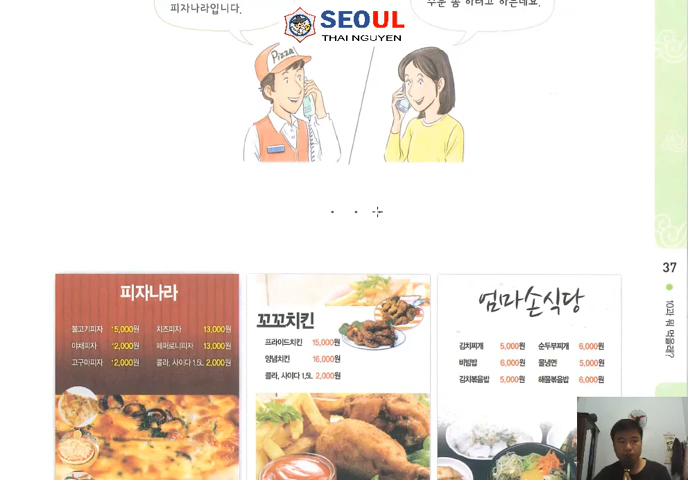 피자나라입니다.
주문 좀 하려고 하는데요.
SEOUL
THAI NGUYEN
Pizza
37
10과 뭐 먹을래?
피자나라
불고기피자 15,000원 치즈피자 13,000원
야채피자 12,000원 페퍼로니피자 13,000원
고구마피자 12,000원 콜라, 사이다 1.5L 2,000원
꼬꼬치킨
프라이드치킨 15,000원
양념치킨 16,000원
콜라, 사이다 1.5L 2,000원
엄마손식당
김치찌개 5,000원 순두부찌개 6,000원
비빔밥 6,000원 물냉면 5,000원
김치볶음밥 5,000원 해물볶음밥 6,000원